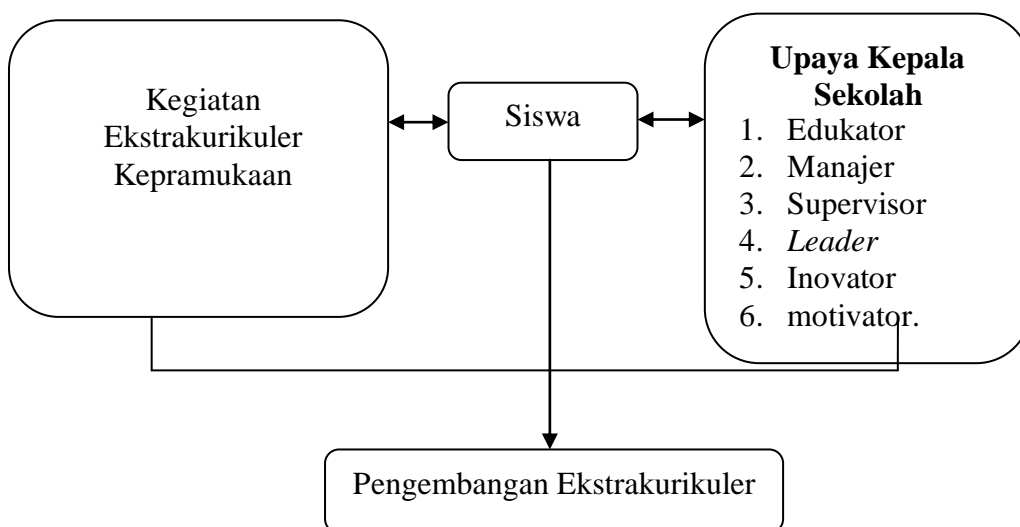 Kegiatan
Ekstrakurikuler
Kepramukaan
Siswa
Upaya Kepala
Sekolah
1. Edukator
2. Manajer
3. Supervisor
4. Leader
5. Inovator
6. motivator.
Pengembangan Ekstrakurikuler